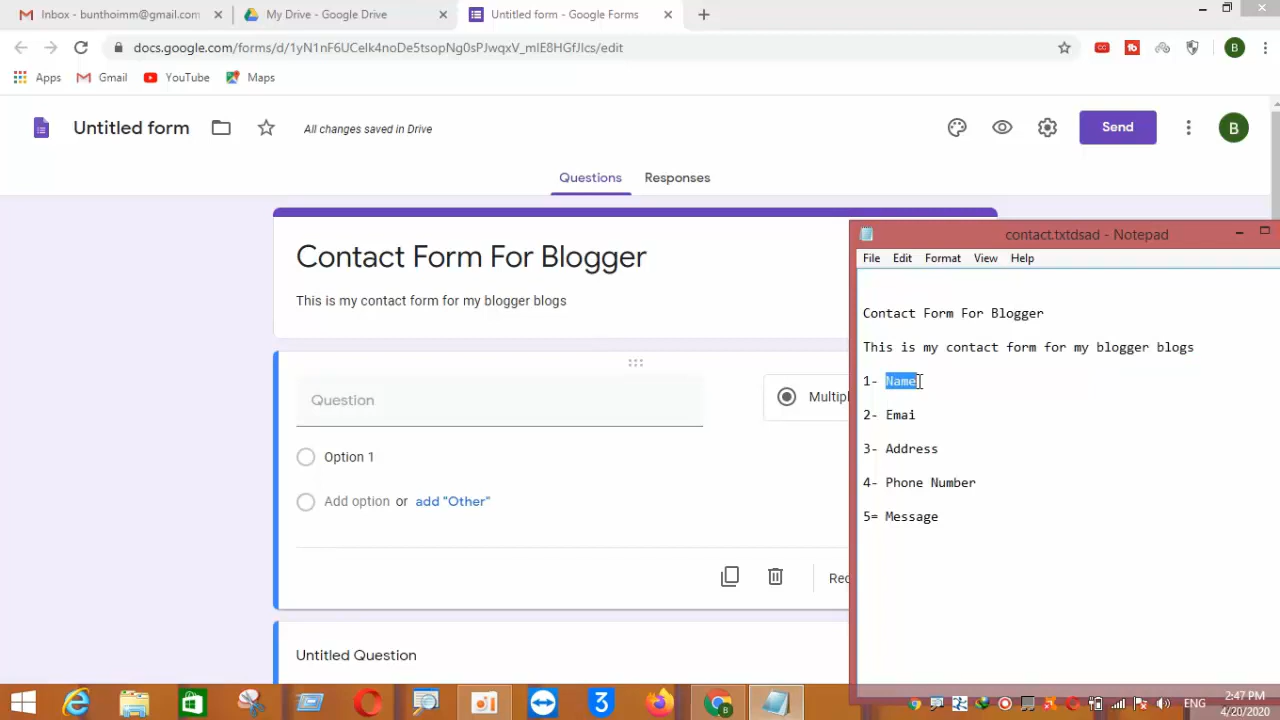 Inbox - bunthoimm@gmail.com
My Drive - Google Drive
Untitled form - Google Forms
docs.google.com/forms/d/1yN1nF6UCelk4noDe5tsopNg0sPJwqxV_mlE8HGfJIcs/edit
B
Apps
Gmail
YouTube
Maps
Untitled form
All changes saved in Drive
Send
B
Questions
Responses
Contact Form For Blogger
This is my contact form for my blogger blogs
Question
Multipl
Option 1
Add option or add "Other"
Rec
Untitled Question
contact.txtdsad - Notepad
File Edit Format View Help
Contact Form For Blogger
This is my contact form for my blogger blogs
1- Name
2- Emai
3- Address
4- Phone Number
5= Message
3
ENG
2:47 PM
4/20/2020